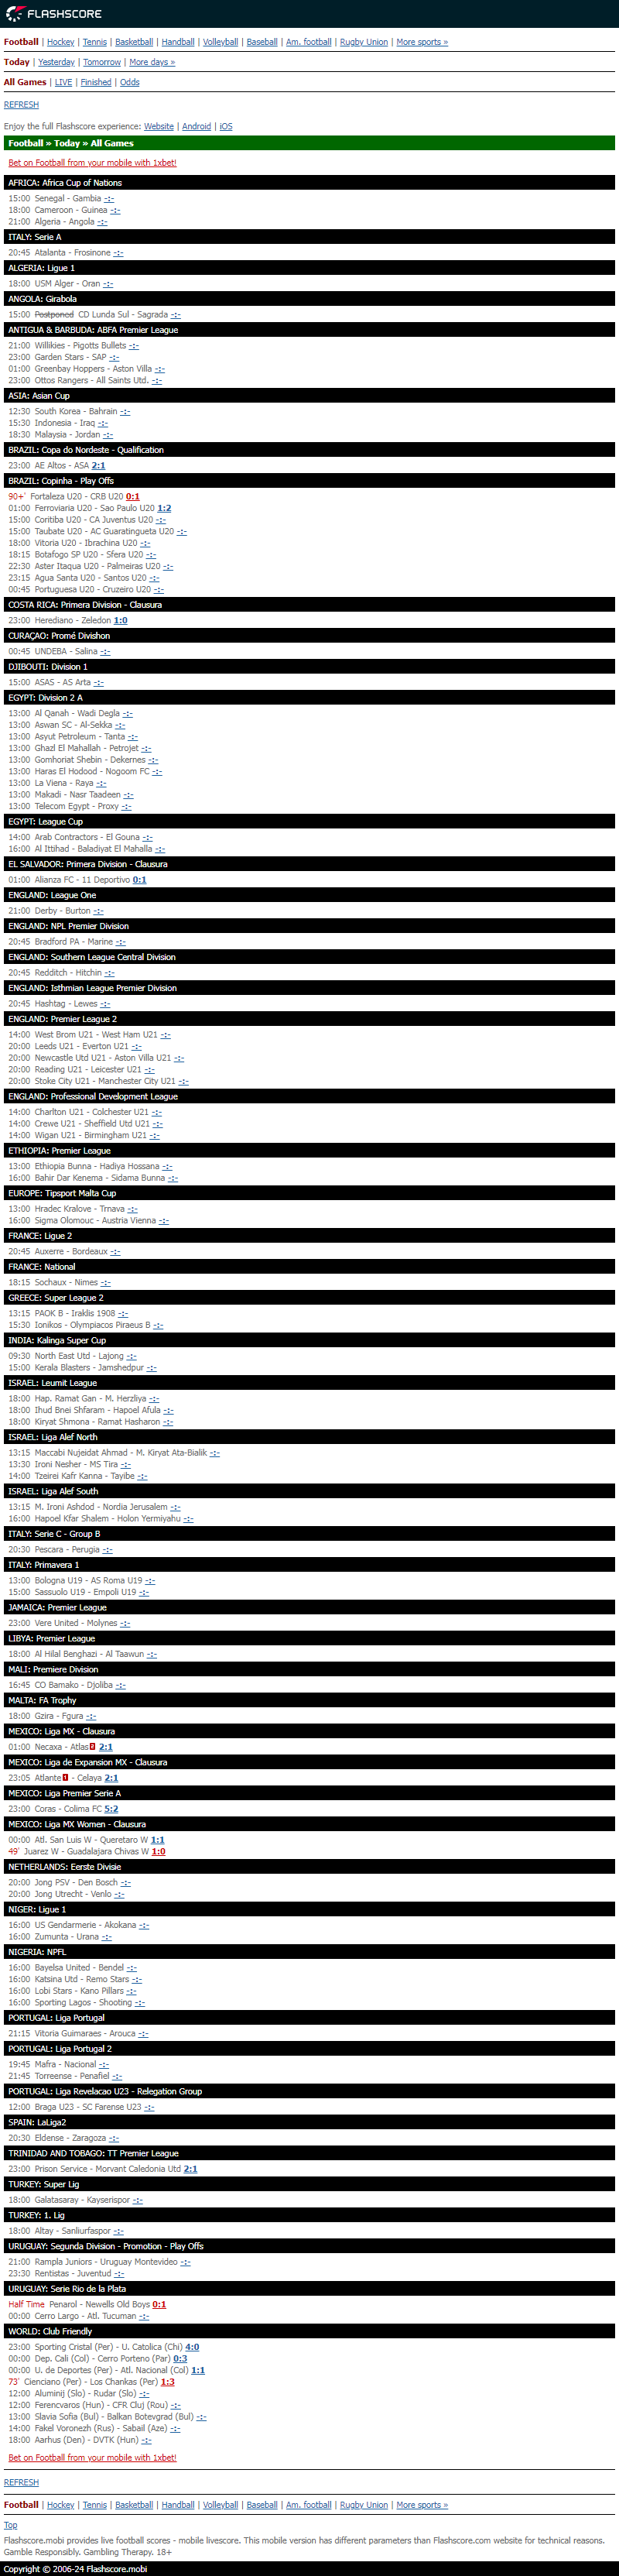 FLASHSCORE
Football | Hockey | Tennis | Basketball | Handball | Volleyball | Baseball | Am. football | Rugby Union | More sports »
Today | Yesterday | Tomorrow | More days »
All Games | LIVE | Finished | Odds
REFRESH
Enjoy the full Flashscore experience: Website | Android | iOS
Football » Today » All Games
Bet on Football from your mobile with 1xbet!
AFRICA: Africa Cup of Nations
15:00 Senegal - Gambia -:-
18:00 Cameroon - Guinea -:-
21:00 Algeria - Angola -:-
ITALY: Serie A
20:45 Atalanta - Frosinone -:-
ALGERIA: Ligue 1
18:00 USM Alger - Oran -:-
ANGOLA: Girabola
15:00 Postponed CD Lunda Sul - Sagrada -:-
ANTIGUA & BARBUDA: ABFA Premier League
21:00 Willikies - Pigotts Bullets -:-
23:00 Garden Stars - SAP -:-
01:00 Greenbay Hoppers - Aston Villa -:-
23:00 Ottos Rangers - All Saints Utd. -:-
ASIA: Asian Cup
12:30 South Korea - Bahrain -:-
15:30 Indonesia - Iraq -:-
18:30 Malaysia - Jordan -:-
BRAZIL: Copa do Nordeste - Qualification
23:00 AE Altos - ASA 2:1
BRAZIL: Copinha - Play Offs
90+' Fortaleza U20 - CRB U20 0:1
01:00 Ferroviaria U20 - Sao Paulo U20 1:2
15:00 Coritiba U20 - CA Juventus U20 -:-
15:00 Taubate U20 - AC Guaratingueta U20 -:-
18:00 Vitoria U20 - Ibrachina U20 -:-
18:15 Botafogo SP U20 - Sfera U20 -:-
22:30 Aster Itaqua U20 - Palmeiras U20 -:-
23:15 Agua Santa U20 - Santos U20 -:-
00:45 Portuguesa U20 - Cruzeiro U20 -:-
COSTA RICA: Primera Division - Clausura
23:00 Herediano - Zeledon 1:0
CURAÇAO: Promé Divishon
00:45 UNDEBA - Salina -:-
DJIBOUTI: Division 1
15:00 ASAS - AS Arta -:-
EGYPT: Division 2 A
13:00 Al Qanah - Wadi Degla -:-
13:00 Aswan SC - Al-Sekka -:-
13:00 Asyut Petroleum - Tanta -:-
13:00 Ghazl El Mahallah - Petrojet -:-
13:00 Gomhoriat Shebin - Dekernes -:-
13:00 Haras El Hodood - Nogoom FC -:-
13:00 La Viena - Raya -:-
13:00 Makadi - Nasr Taadeen -:-
13:00 Telecom Egypt - Proxy -:-
EGYPT: League Cup
14:00 Arab Contractors - El Gouna -:-
16:00 Al Ittihad - Baladiyat El Mahalla -:-
EL SALVADOR: Primera Division - Clausura
01:00 Alianza FC - 11 Deportivo 0:1
ENGLAND: League One
21:00 Derby - Burton -:-
ENGLAND: NPL Premier Division
20:45 Bradford PA - Marine -:-
ENGLAND: Southern League Central Division
20:45 Redditch - Hitchin -:-
ENGLAND: Isthmian League Premier Division
20:45 Hashtag - Lewes -:-
ENGLAND: Premier League 2
14:00 West Brom U21 - West Ham U21 -:-
20:00 Leeds U21 - Everton U21 -:-
20:00 Newcastle Utd U21 - Aston Villa U21 -:-
20:00 Reading U21 - Leicester U21 -:-
20:00 Stoke City U21 - Manchester City U21 -:-
ENGLAND: Professional Development League
14:00 Charlton U21 - Colchester U21 -:-
14:00 Crewe U21 - Sheffield Utd U21 -:-
14:00 Wigan U21 - Birmingham U21 -:-
ETHIOPIA: Premier League
13:00 Ethiopia Bunna - Hadiya Hossana -:-
16:00 Bahir Dar Kenema - Sidama Bunna -:-
EUROPE: Tipsport Malta Cup
13:00 Hradec Kralove - Trnava -:-
16:00 Sigma Olomouc - Austria Vienna -:-
FRANCE: Ligue 2
20:45 Auxerre - Bordeaux -:-
FRANCE: National
18:15 Sochaux - Nimes -:-
GREECE: Super League 2
13:15 PAOK B - Iraklis 1908 -:-
15:30 Ionikos - Olympiacos Piraeus B -:-
INDIA: Kalinga Super Cup
09:30 North East Utd - Lajong -:-
15:00 Kerala Blasters - Jamshedpur -:-
ISRAEL: Leumit League
18:00 Hap. Ramat Gan - M. Herzliya -:-
18:00 Ihud Bnei Shfaram - Hapoel Afula -:-
18:00 Kiryat Shmona - Ramat Hasharon -:-
ISRAEL: Liga Alef North
13:15 Maccabi Nujeidat Ahmad - M. Kiryat Ata-Bialik -:-
13:30 Ironi Nesher - MS Tira -:-
14:00 Tzeirei Kafr Kanna - Tayibe -:-
ISRAEL: Liga Alef South
13:15 M. Ironi Ashdod - Nordia Jerusalem -:-
16:00 Hapoel Kfar Shalem - Holon Yermiyahu -:-
ITALY: Serie C - Group B
20:30 Pescara - Perugia -:-
ITALY: Primavera 1
13:00 Bologna U19 - AS Roma U19 -:-
15:00 Sassuolo U19 - Empoli U19 -:-
JAMAICA: Premier League
23:00 Vere United - Molynes -:-
LIBYA: Premier League
18:00 Al Hilal Benghazi - Al Taawun -:-
MALI: Premiere Division
16:45 CO Bamako - Djoliba -:-
MALTA: FA Trophy
18:00 Gzira - Fgura -:-
MEXICO: Liga MX - Clausura
01:00 Necaxa - Atlas 2 2:1
MEXICO: Liga de Expansion MX - Clausura
23:05 Atlante 1 - Celaya 2:1
MEXICO: Liga Premier Serie A
23:00 Coras - Colima FC 5:2
MEXICO: Liga MX Women - Clausura
00:00 Atl. San Luis W - Queretaro W 1:1
49' Juarez W - Guadalajara Chivas W 1:0
NETHERLANDS: Eerste Divisie
20:00 Jong PSV - Den Bosch -:-
20:00 Jong Utrecht - Venlo -:-
NIGER: Ligue 1
16:00 US Gendarmerie - Akokana -:-
16:00 Zumunta - Urana -:-
NIGERIA: NPFL
16:00 Bayelsa United - Bendel -:-
16:00 Katsina Utd - Remo Stars -:-
16:00 Lobi Stars - Kano Pillars -:-
16:00 Sporting Lagos - Shooting -:-
PORTUGAL: Liga Portugal
21:15 Vitoria Guimaraes - Arouca -:-
PORTUGAL: Liga Portugal 2
19:45 Mafra - Nacional -:-
21:45 Torreense - Penafiel -:-
PORTUGAL: Liga Revelacao U23 - Relegation Group
12:00 Braga U23 - SC Farense U23 -:-
SPAIN: LaLiga2
20:30 Eldense - Zaragoza -:-
TRINIDAD AND TOBAGO: TT Premier League
23:00 Prison Service - Morvant Caledonia Utd 2:1
TURKEY: Super Lig
18:00 Galatasaray - Kayserispor -:-
TURKEY: 1. Lig
18:00 Altay - Sanliurfaspor -:-
URUGUAY: Segunda Division - Promotion - Play Offs
21:00 Rampla Juniors - Uruguay Montevideo -:-
23:30 Rentistas - Juventud -:-
URUGUAY: Serie Rio de la Plata
Half Time Penarol - Newells Old Boys 0:1
00:00 Cerro Largo - Atl. Tucuman -:-
WORLD: Club Friendly
23:00 Sporting Cristal (Per) - U. Catolica (Chi) 4:0
00:00 Dep. Cali (Col) - Cerro Porteno (Par) 0:3
00:00 U. de Deportes (Per) - Atl. Nacional (Col) 1:1
73' Cienciano (Per) - Los Chankas (Per) 1:3
12:00 Aluminij (Slo) - Rudar (Slo) -:-
12:00 Ferencvaros (Hun) - CFR Cluj (Rou) -:-
13:00 Slavia Sofia (Bul) - Balkan Botevgrad (Bul) -:-
14:00 Fakel Voronezh (Rus) - Sabail (Aze) -:-
18:00 Aarhus (Den) - DVTK (Hun) -:-
Bet on Football from your mobile with 1xbet!
REFRESH
Football | Hockey | Tennis | Basketball | Handball | Volleyball | Baseball | Am. football | Rugby Union | More sports »
Top
Flashscore.mobi provides live football scores - mobile livescore. This mobile version has different parameters than Flashscore.com website for technical reasons.
Gamble Responsibly. Gambling Therapy. 18+
Copyright © 2006-24 Flashscore.mobi